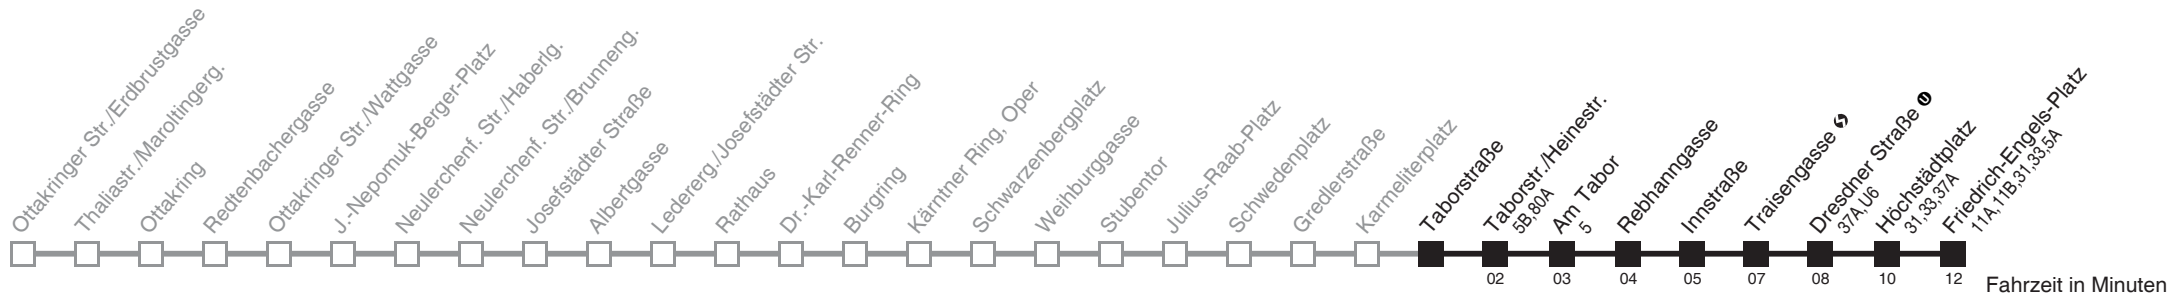 Ottakringer Str./Erdbrustgasse
Thaliastr./Maroltingerg.
Ottakring
Redtenbachergasse
Ottakringer Str./Wattgasse
J.-Nepomuk-Berger-Platz
Neulerchenf. Str./Haberlg.
Neulerchenf. Str./Brunneng.
Josefstädter Straße
Albertgasse
Ledererg./Josefstädter Str.
Rathaus
Dr.-Karl-Renner-Ring
Burgring
Kärntner Ring, Oper
Schwarzenbergplatz
Weihburggasse
Stubentor
Julius-Raab-Platz
Schwedenplatz
Gredlerstraße
Karmeliterplatz
Taborstraße
Taborstr./Heinestr.
5B,80A
02
Am Tabor
5
03
Rebhanngasse
04
Innstraße
05
Traisengasse S
07
Dresdner Straße U
37A,U6
08
Höchstädtplatz
31,33,37A
10
Friedrich-Engels-Platz
11A,11B,31,33,5A
12
Fahrzeit in Minuten